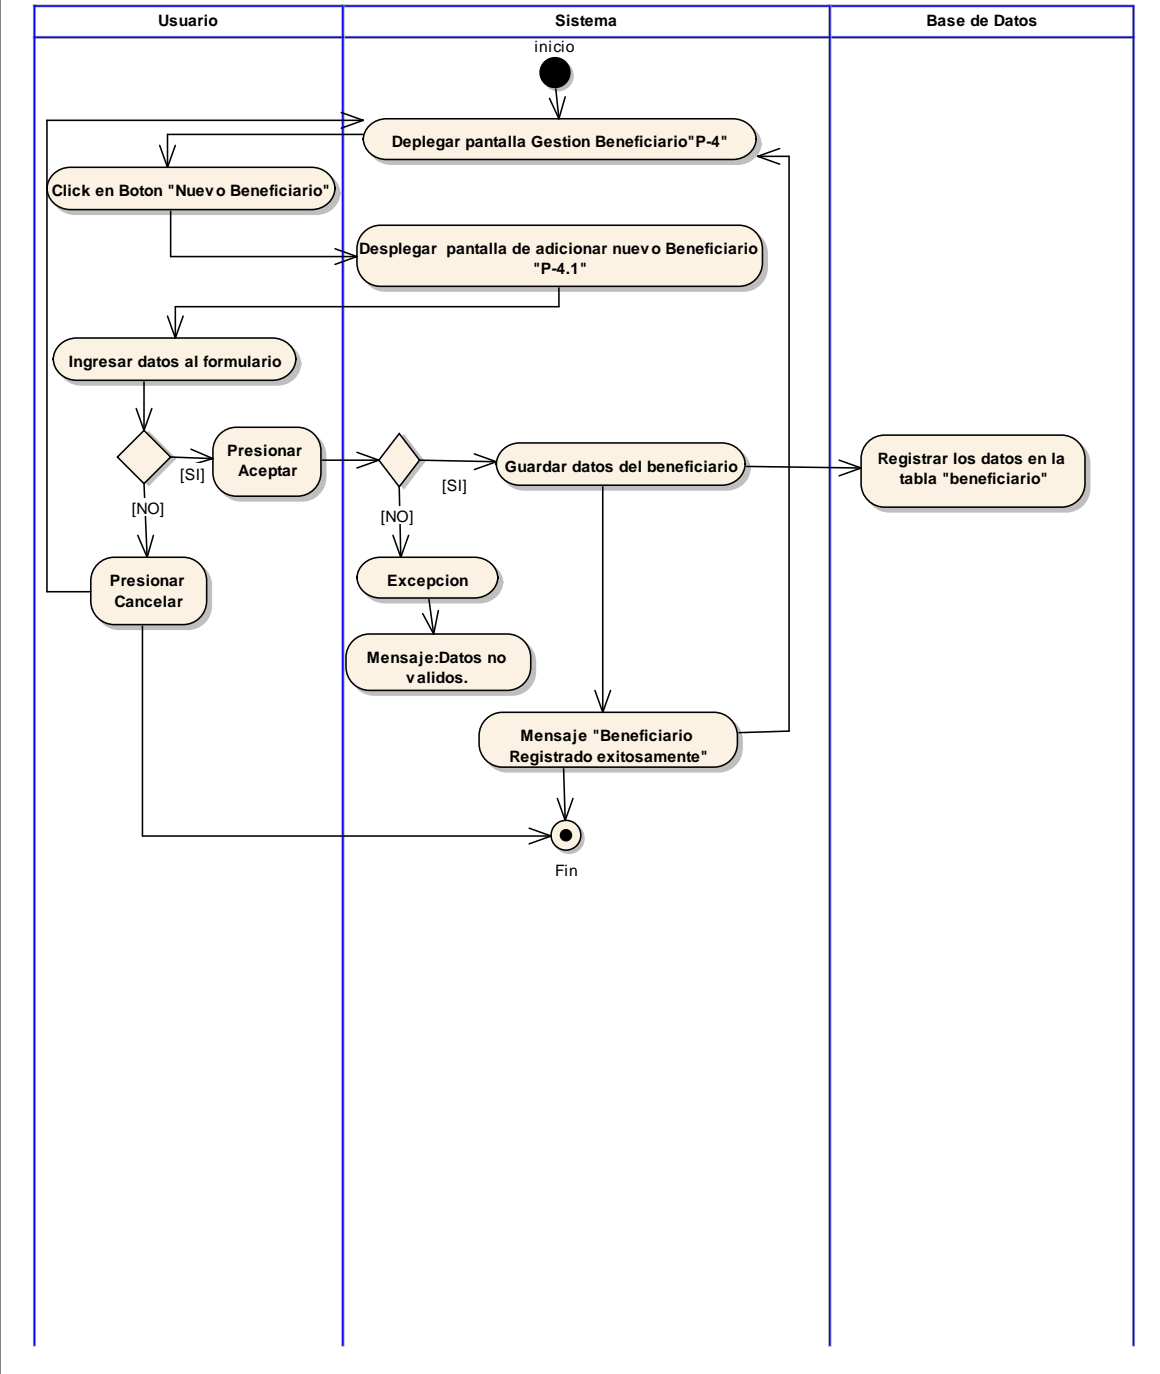 Usuario
Sistema
Base de Datos
inicio
Deplegar pantalla Gestion Beneficiario"P-4"
Click en Boton "Nuevo Beneficiario"
Desplegar pantalla de adicionar nuevo Beneficiario
"P-4.1"
Ingresar datos al formulario
[SI]
Presionar
Aceptar
[SI]
Guardar datos del beneficiario
Registrar los datos en la
tabla "beneficiario"
[NO]
[NO]
Presionar
Cancelar
Excepcion
Mensaje:Datos no
validos.
Mensaje "Beneficiario
Registrado exitosamente"
Fin